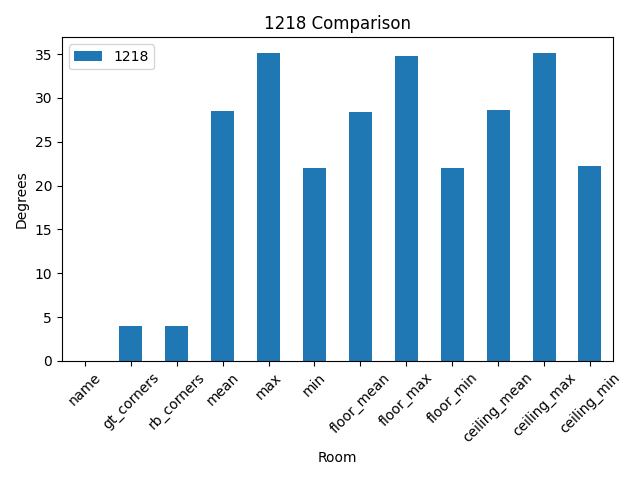 1218 Comparison
1218
Degrees
35
30
25
20
15
10
5
0
name
gt_corners
rb_corners
mean
max
min
floor_mean
floor_max
floor_min
ceiling_mean
ceiling_max
ceiling_min
Room